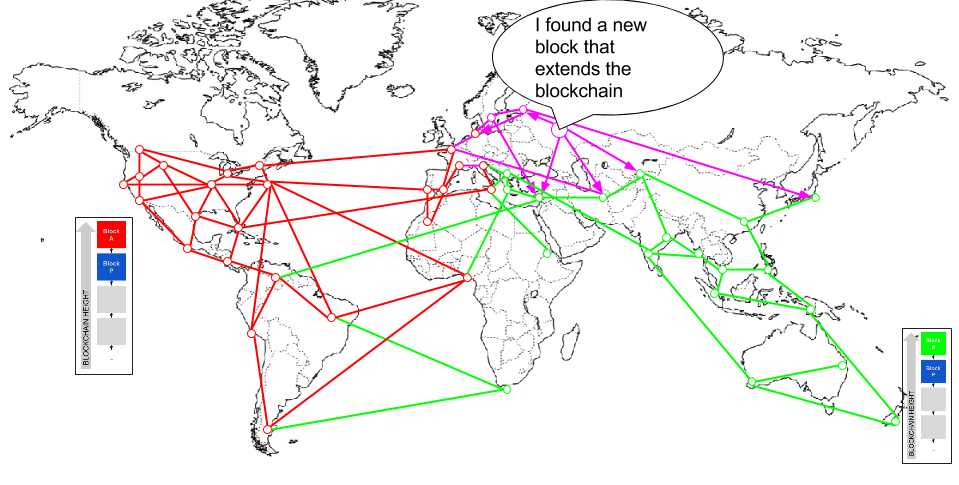 I found a new
block that
extends the
blockchain
Block
A
Block
P
BLOCKCHAIN HEIGHT
Block
B
Block
P
BLOCKCHAIN HEIGHT